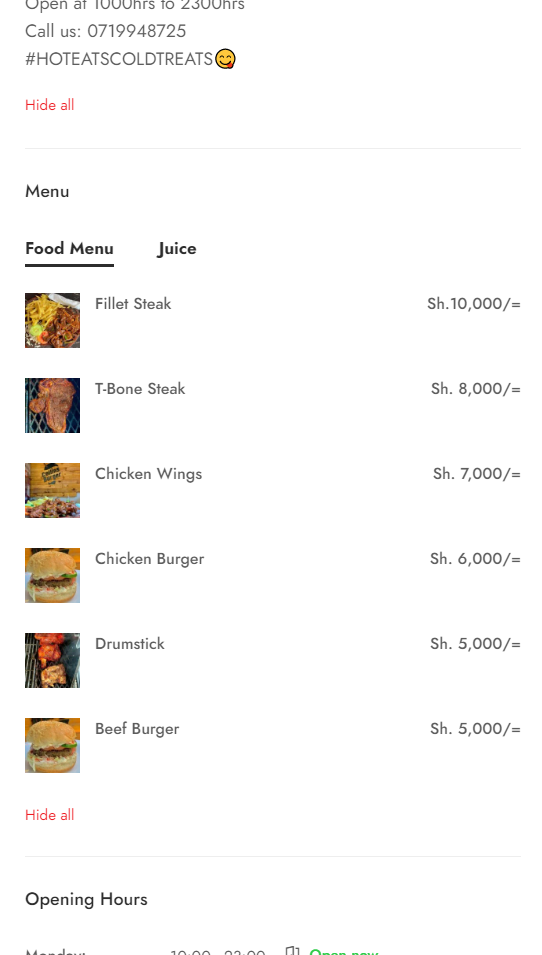 Open at 1000hrs to 2300hrs
Call us: 0719948725
#HOTEATSCOLDTREATS😋
Hide all
Menu
Food Menu Juice
Fillet Steak Sh.10,000/=
T-Bone Steak Sh. 8,000/=
Chicken Wings Sh. 7,000/=
Chicken Burger Sh. 6,000/=
Drumstick Sh. 5,000/=
Beef Burger Sh. 5,000/=
Hide all
Opening Hours
Monday: 10:00 - 23:00 Open now